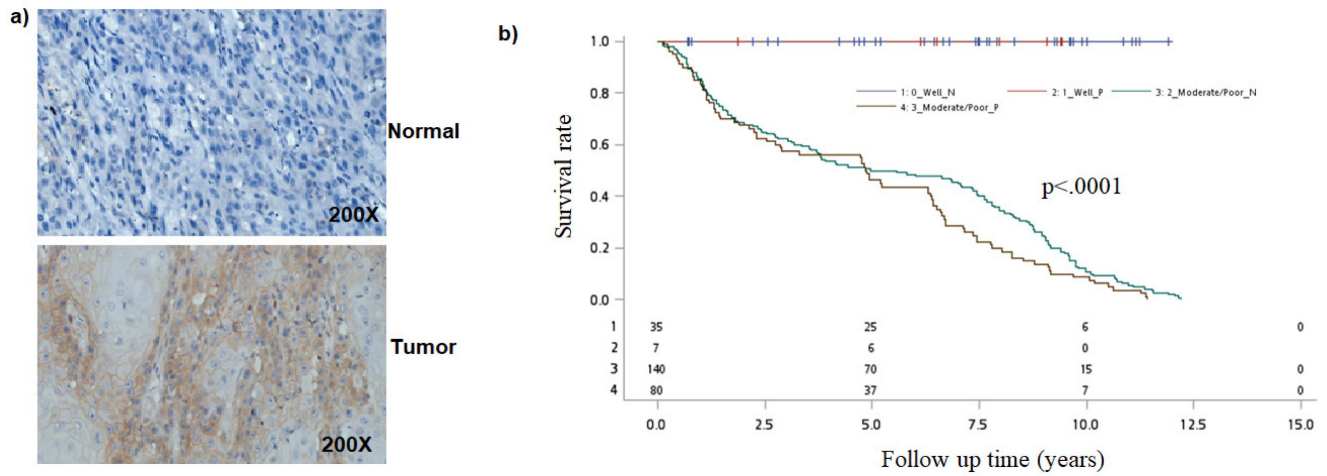 a)
Normal
200X
Tumor
200X
b)
1.0
0.8
0.6
0.4
0.2
0.0
Survival rate
1: 0_Well_N 2: 1_Well_P 3: 2_Moderate/Poor_N
4: 3_Moderate/Poor_P
p<.0001
1 35 25 6 0
2 7 6 0
3 140 70 15 0
4 80 37 7 0
0.0 2.5 5.0 7.5 10.0 12.5 15.0
Follow up time (years)